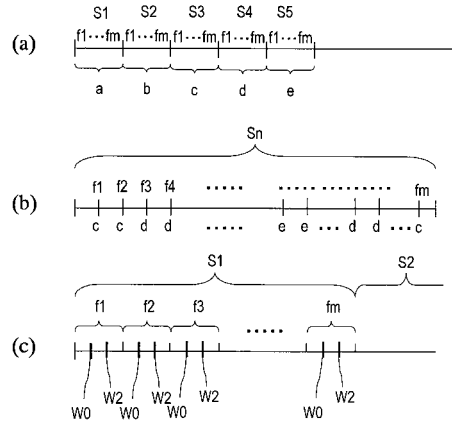 S1 S2 S3 S4 S5
(a) f1···fm f1···fm f1···fm f1···fm f1···fm
a b c d e
Sn
f1 f2 f3 f4 ····· ·············· fm
(b)
c c d d ····· e e ··· d d ···· c
S1 S2
f1 f2 f3 ····· fm
(c)
W2 W2 W2 W2
W0 W0 W0 W0